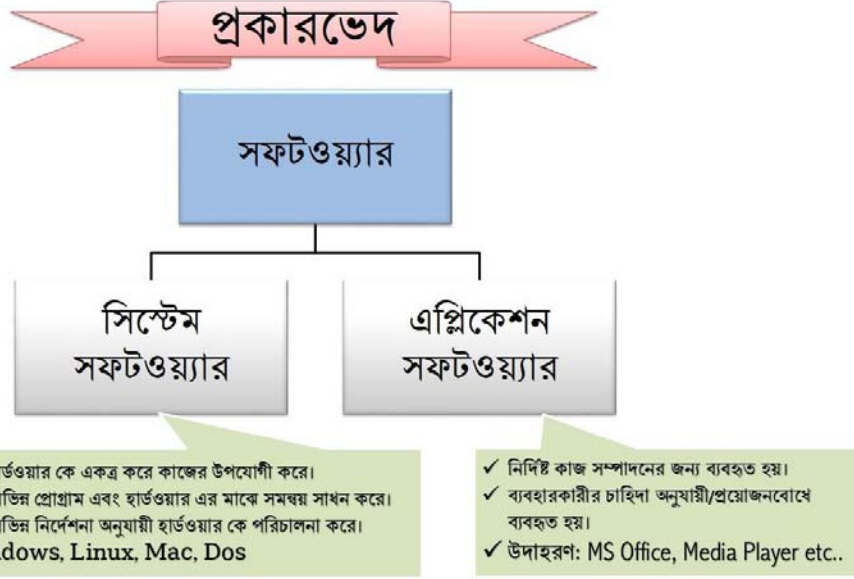 প্রকারভেদ
সফটওয়্যার
সিস্টেম
সফটওয়্যার
এপ্লিকেশন
সফটওয়্যার
কে একত্র করে কাজের উপযোগী করে।
প্রোগ্রাম এবং হার্ডওয়ার এর মাঝে সমন্বয় সাধন করে।
নির্দেশনা অনুযায়ী হার্ডওয়ার কে পরিচালনা করে।
Linux, Mac, Dos
✓ নির্দিষ্ট কাজ সম্পাদনের জন্য ব্যবহৃত হয়।
✓ ব্যবহারকারীর চাহিদা অনুযায়ী/প্রয়োজনবোধে
ব্যবহৃত হয়।
✓ উদাহরণ: MS Office, Media Player etc..